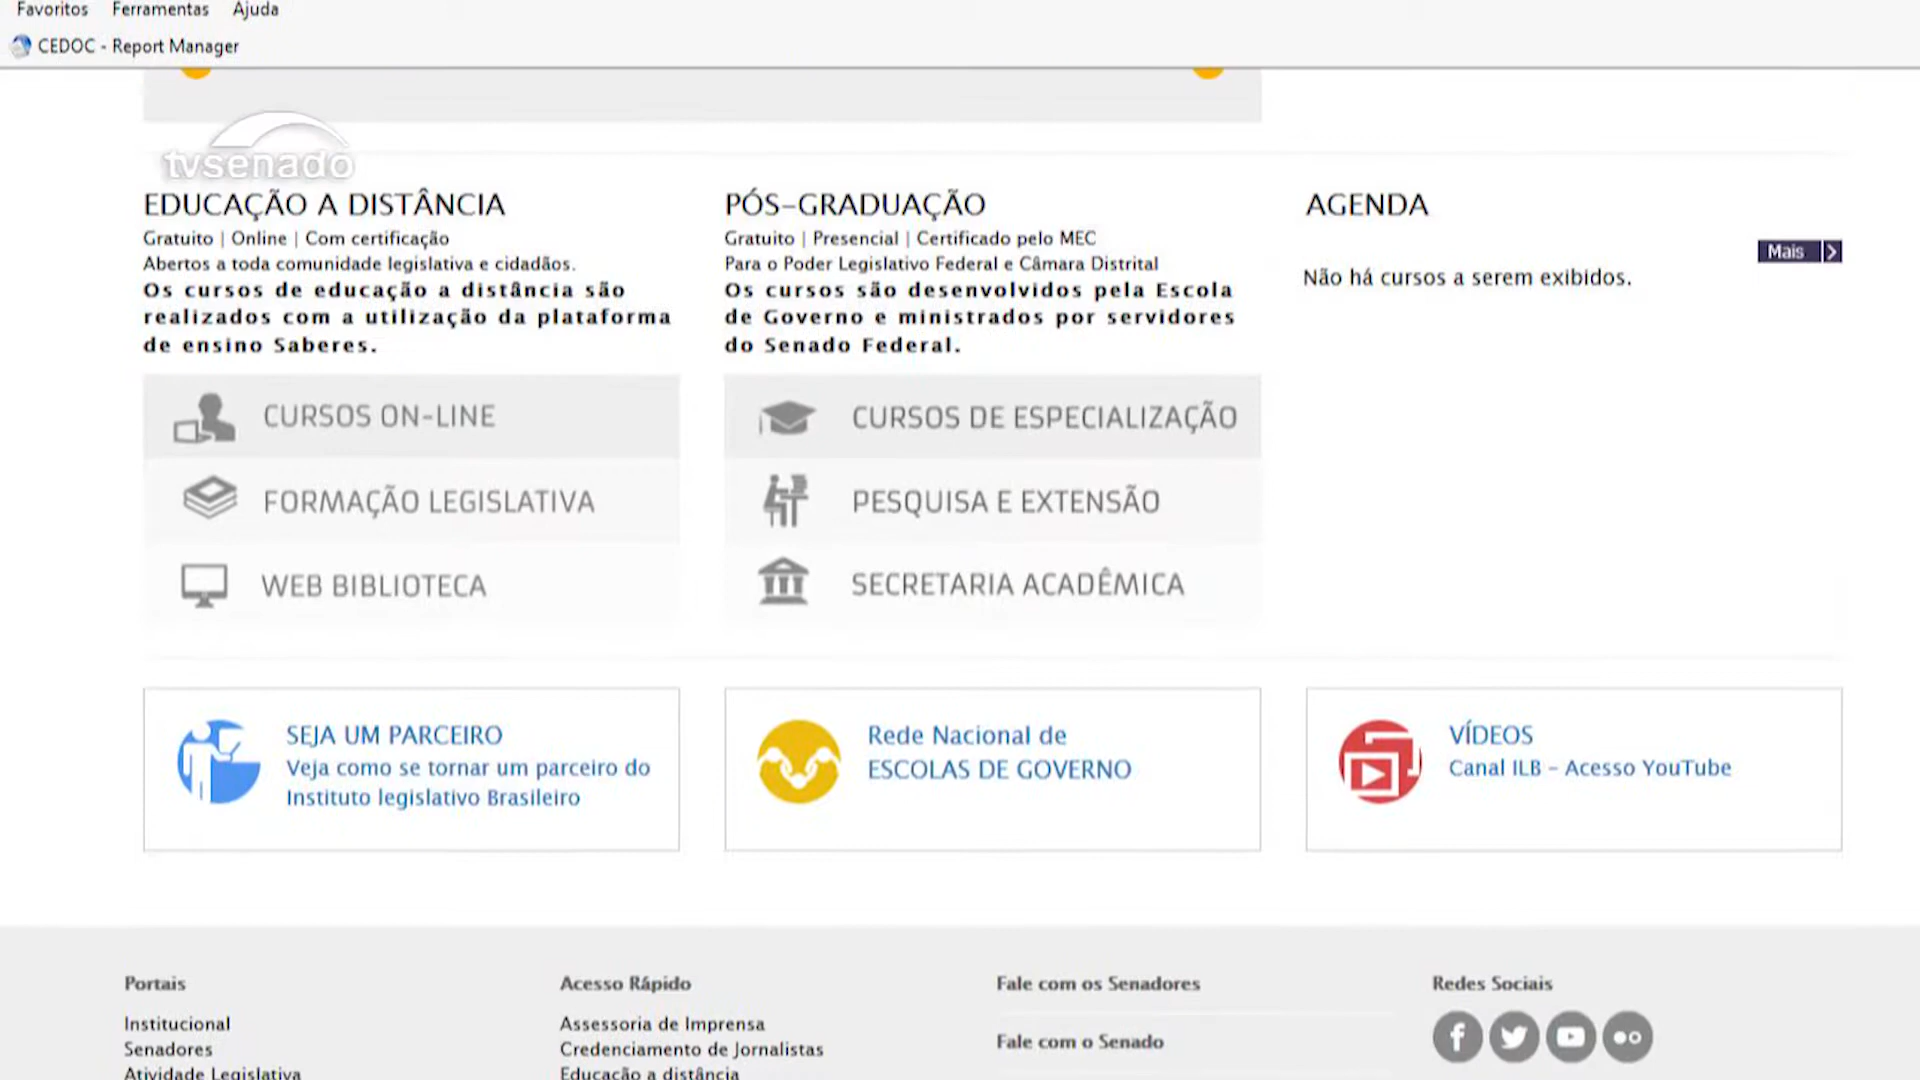 Favoritos Ferramentas Ajuda
CEDOC - Report Manager
tvsenado
EDUCAÇÃO A DISTÂNCIA
Gratuito | Online | Com certificação
Abertos a toda comunidade legislativa e cidadãos.
Os cursos de educação a distância são
realizados com a utilização da plataforma
de ensino Saberes.
CURSOS ON-LINE
FORMAÇÃO LEGISLATIVA
WEB BIBLIOTECA
PÓS-GRADUAÇÃO
Gratuito | Presencial | Certificado pelo MEC
Para o Poder Legislativo Federal e Câmara Distrital
Os cursos são desenvolvidos pela Escola
de Governo e ministrados por servidores
do Senado Federal.
CURSOS DE ESPECIALIZAÇÃO
PESQUISA E EXTENSÃO
SECRETARIA ACADÊMICA
AGENDA
Mais
Não há cursos a serem exibidos.
SEJA UM PARCEIRO
Veja como se tornar um parceiro do
Instituto legislativo Brasileiro
Rede Nacional de
ESCOLAS DE GOVERNO
VÍDEOS
Canal ILB - Acesso YouTube
Portais
Institucional
Senadores
Atividade Legislativa
Acesso Rápido
Assessoria de Imprensa
Credenciamento de Jornalistas
Educação a distância
Fale com os Senadores
Fale com o Senado
Redes Sociais